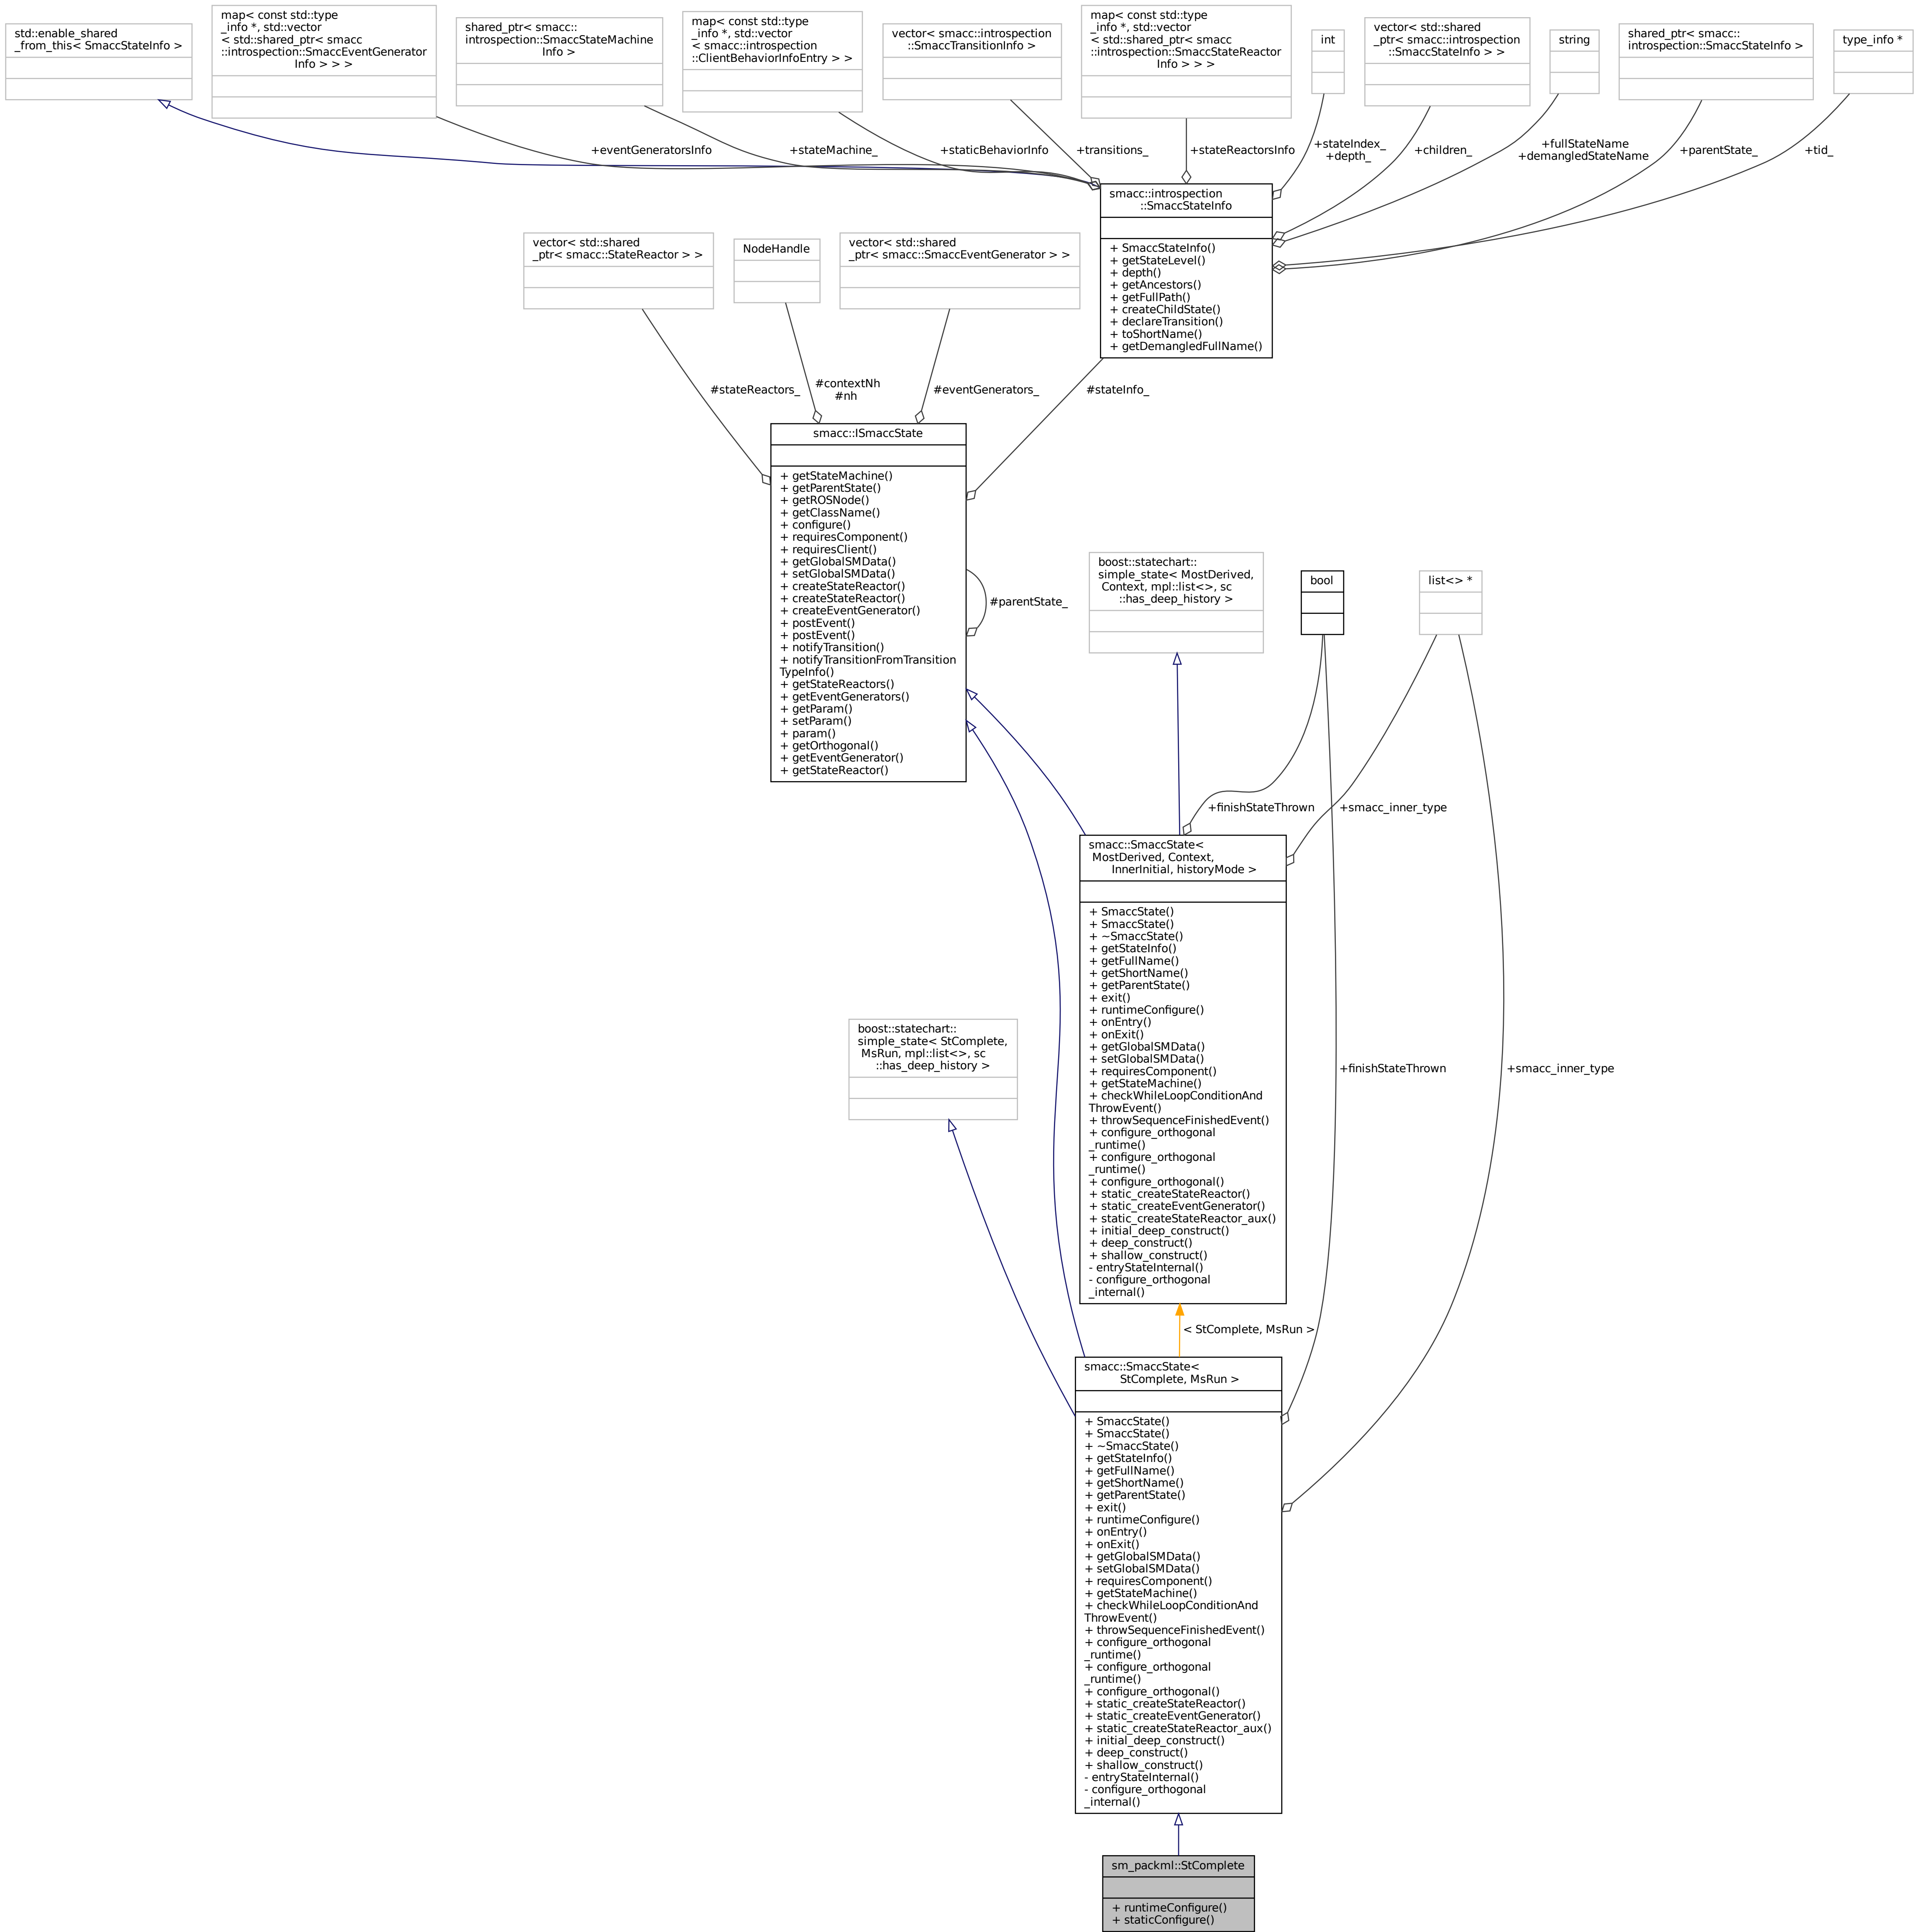 std::enable_shared
_from_this< SmaccStateInfo >
map< const std::type
_info *, std::vector
< std::shared_ptr< smacc
::introspection::SmaccEventGenerator
Info > > >
shared_ptr< smacc::
introspection::SmaccStateMachine
Info >
map< const std::type
_info *, std::vector
< smacc::introspection
::ClientBehaviorInfoEntry > >
vector< smacc::introspection
::SmaccTransitionInfo >
map< const std::type
_info *, std::vector
< std::shared_ptr< smacc
::introspection::SmaccStateReactor
Info > > >
int
vector< std::shared
_ptr< smacc::introspection
::SmaccStateInfo > >
string
shared_ptr< smacc::
introspection::SmaccStateInfo >
type_info *
+eventGeneratorsInfo
+stateMachine_
+staticBehaviorInfo
+transitions_
+stateReactorsInfo
+stateIndex_
+depth_
+children_
+fullStateName
+demangledStateName
+parentState_
+tid_
smacc::introspection
::SmaccStateInfo
+ SmaccStateInfo()
+ getStateLevel()
+ depth()
+ getAncestors()
+ getFullPath()
+ createChildState()
+ declareTransition()
+ toShortName()
+ getDemangledFullName()
vector< std::shared
_ptr< smacc::StateReactor > >
NodeHandle
vector< std::shared
_ptr< smacc::SmaccEventGenerator > >
#stateReactors_
#contextNh
#nh
#eventGenerators_
#stateInfo_
smacc::ISmaccState
+ getStateMachine()
+ getParentState()
+ getROSNode()
+ getClassName()
+ configure()
+ requiresComponent()
+ requiresClient()
+ getGlobalSMData()
+ setGlobalSMData()
+ createStateReactor()
+ createStateReactor()
+ createEventGenerator()
+ postEvent()
+ postEvent()
+ notifyTransition()
+ notifyTransitionFromTransition
TypeInfo()
+ getStateReactors()
+ getEventGenerators()
+ getParam()
+ setParam()
+ param()
+ getOrthogonal()
+ getEventGenerator()
+ getStateReactor()
#parentState_
boost::statechart::
simple_state< MostDerived,
Context, mpl::list<>, sc
::has_deep_history >
bool
list<> *
+finishStateThrown
+smacc_inner_type
smacc::SmaccState<
MostDerived, Context,
InnerInitial, historyMode >
+ SmaccState()
+ SmaccState()
+ ~SmaccState()
+ getStateInfo()
+ getFullName()
+ getShortName()
+ getParentState()
+ exit()
+ runtimeConfigure()
+ onEntry()
+ onExit()
+ getGlobalSMData()
+ setGlobalSMData()
+ requiresComponent()
+ getStateMachine()
+ checkWhileLoopConditionAnd
ThrowEvent()
+ throwSequenceFinishedEvent()
+ configure_orthogonal
_runtime()
+ configure_orthogonal
_runtime()
+ configure_orthogonal()
+ static_createStateReactor()
+ static_createEventGenerator()
+ static_createStateReactor_aux()
+ initial_deep_construct()
+ deep_construct()
+ shallow_construct()
- entryStateInternal()
- configure_orthogonal
_internal()
boost::statechart::
simple_state< StComplete,
MsRun, mpl::list<>, sc
::has_deep_history >
+finishStateThrown
+smacc_inner_type
< StComplete, MsRun >
smacc::SmaccState<
StComplete, MsRun >
+ SmaccState()
+ SmaccState()
+ ~SmaccState()
+ getStateInfo()
+ getFullName()
+ getShortName()
+ getParentState()
+ exit()
+ runtimeConfigure()
+ onEntry()
+ onExit()
+ getGlobalSMData()
+ setGlobalSMData()
+ requiresComponent()
+ getStateMachine()
+ checkWhileLoopConditionAnd
ThrowEvent()
+ throwSequenceFinishedEvent()
+ configure_orthogonal
_runtime()
+ configure_orthogonal
_runtime()
+ configure_orthogonal()
+ static_createStateReactor()
+ static_createEventGenerator()
+ static_createStateReactor_aux()
+ initial_deep_construct()
+ deep_construct()
+ shallow_construct()
- entryStateInternal()
- configure_orthogonal
_internal()
sm_packml::StComplete
+ runtimeConfigure()
+ staticConfigure()